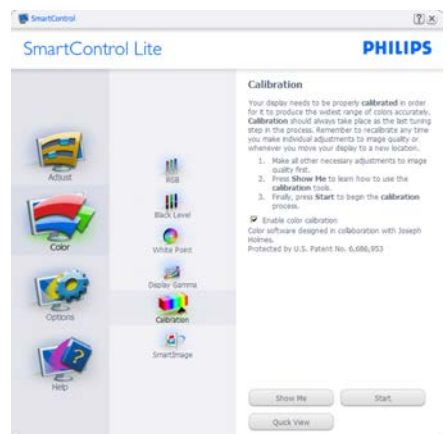 SmartControl
SmartControl Lite
PHILIPS
Adjust
Color
Options
Help
RGB
Black Level
White Point
Display Gamma
Calibration
SmartImage
Calibration
Your display needs to be properly calibrated in order
for it to produce the widest range of colors accurately.
Calibration should always take place as the last tuning
step in the process. Remember to recalibrate any time
you make individual adjustments to image quality or
whenever you move your display to a new location.
1. Make all other necessary adjustments to image
quality first.
2. Press Show Me to learn how to use the
calibration tools.
3. Finally, press Start to begin the calibration
process.
Enable color calibration
Color software designed in collaboration with Joseph
Holmes.
Protected by U.S. Patent No. 6,686,953
Show Me
Start
Quick View